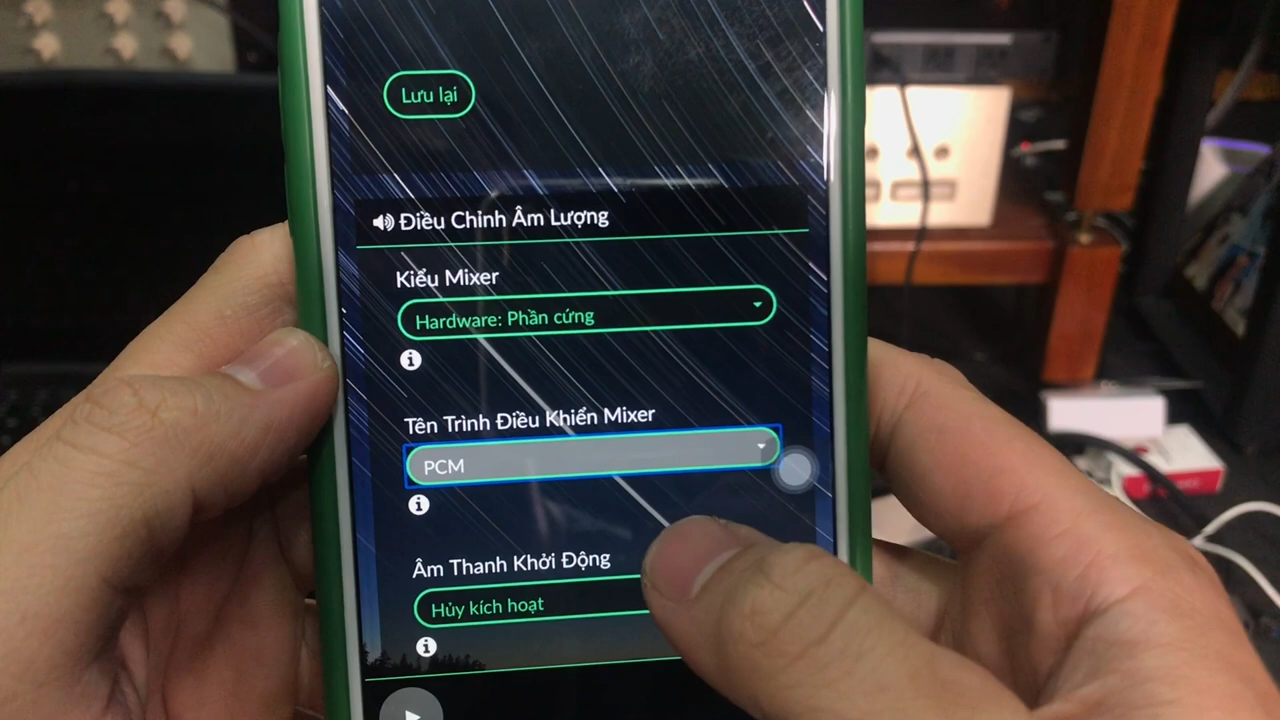 Lưu lại
Điều Chỉnh Âm Lượng
Kiểu Mixer
Hardware: Phần cứng
Tên Trình Điều Khiển Mixer
PCM
Âm Thanh Khởi Động
Hủy kích hoạt